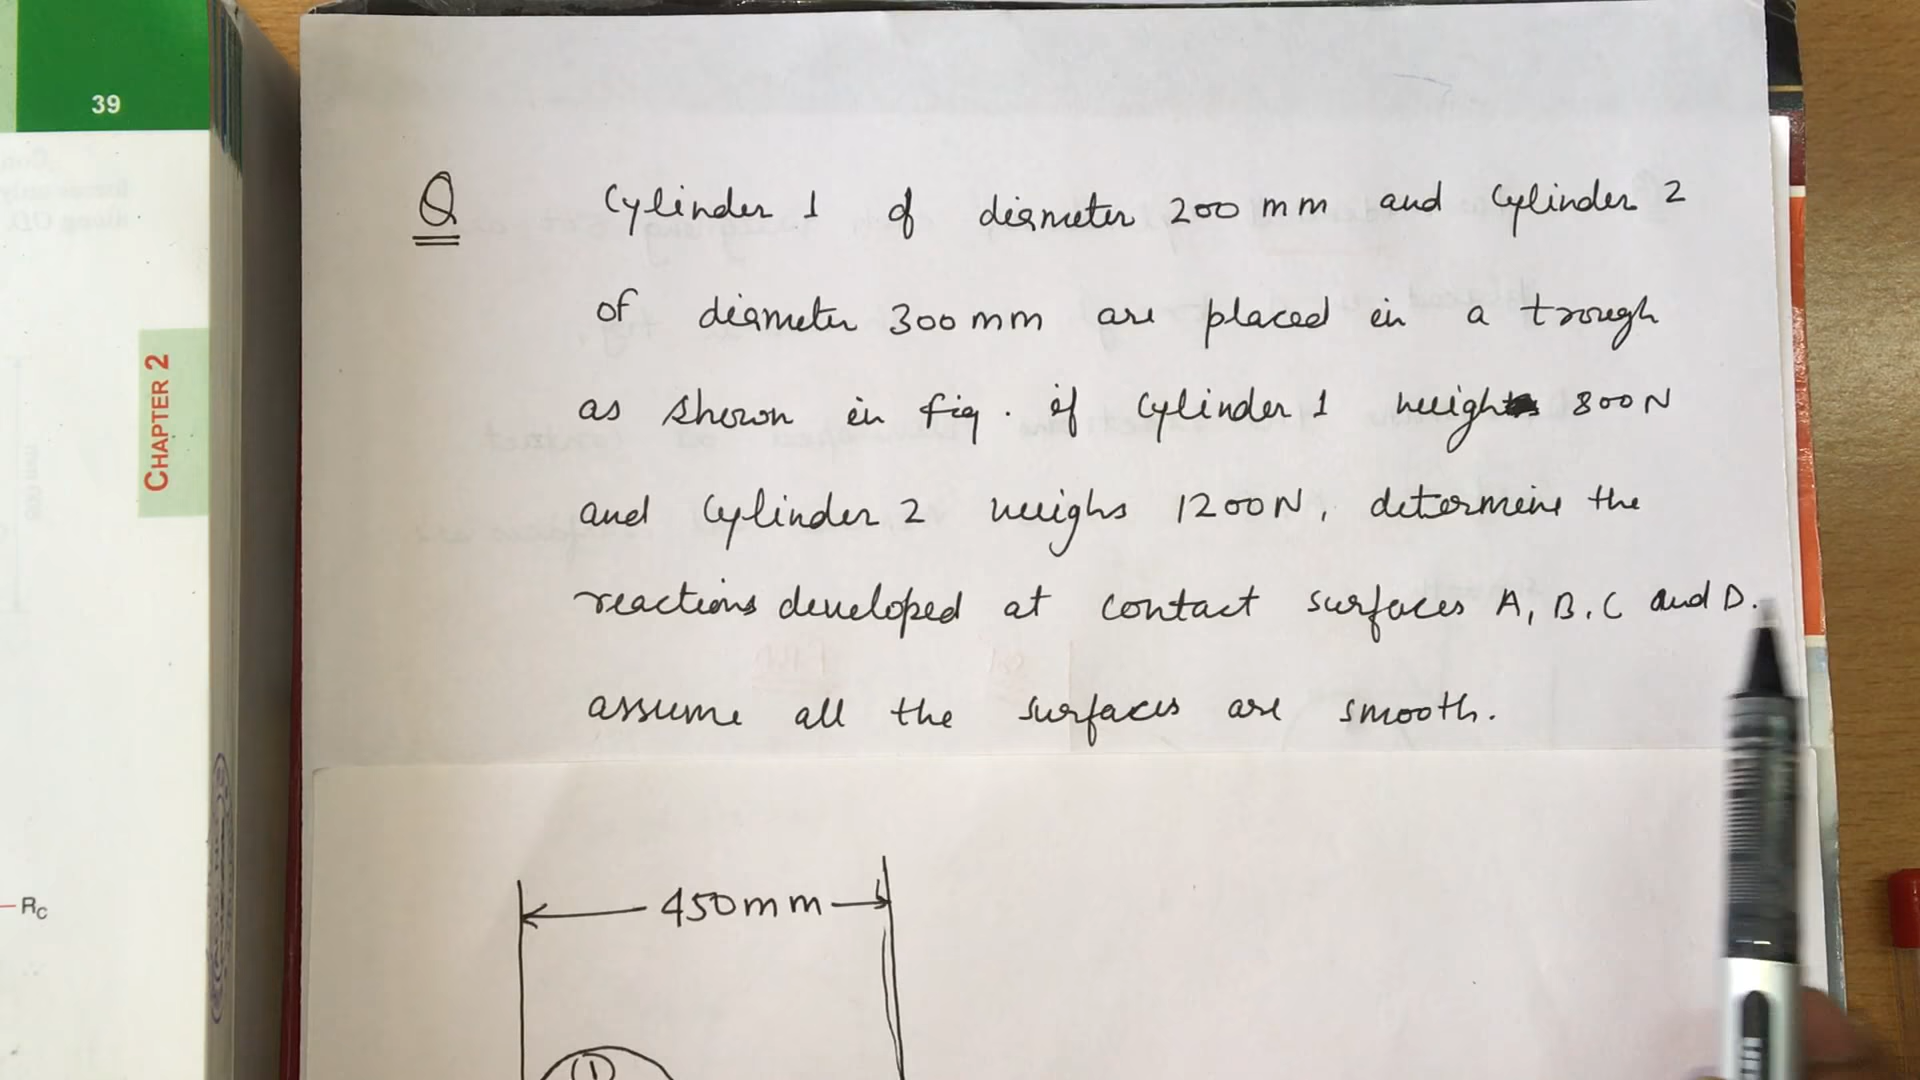 39
CHAPTER 2
Rc
Q Cylinder 1 of diameter 200 mm and Cylinder 2
of diameter 300 mm are placed in a trough
as shown in fig. if Cylinder 1 weighs 800N
and Cylinder 2 weighs 1200N, determine the
reactions developed at contact surfaces A, B, C and D.
assume all the surfaces are smooth.
450mm
1